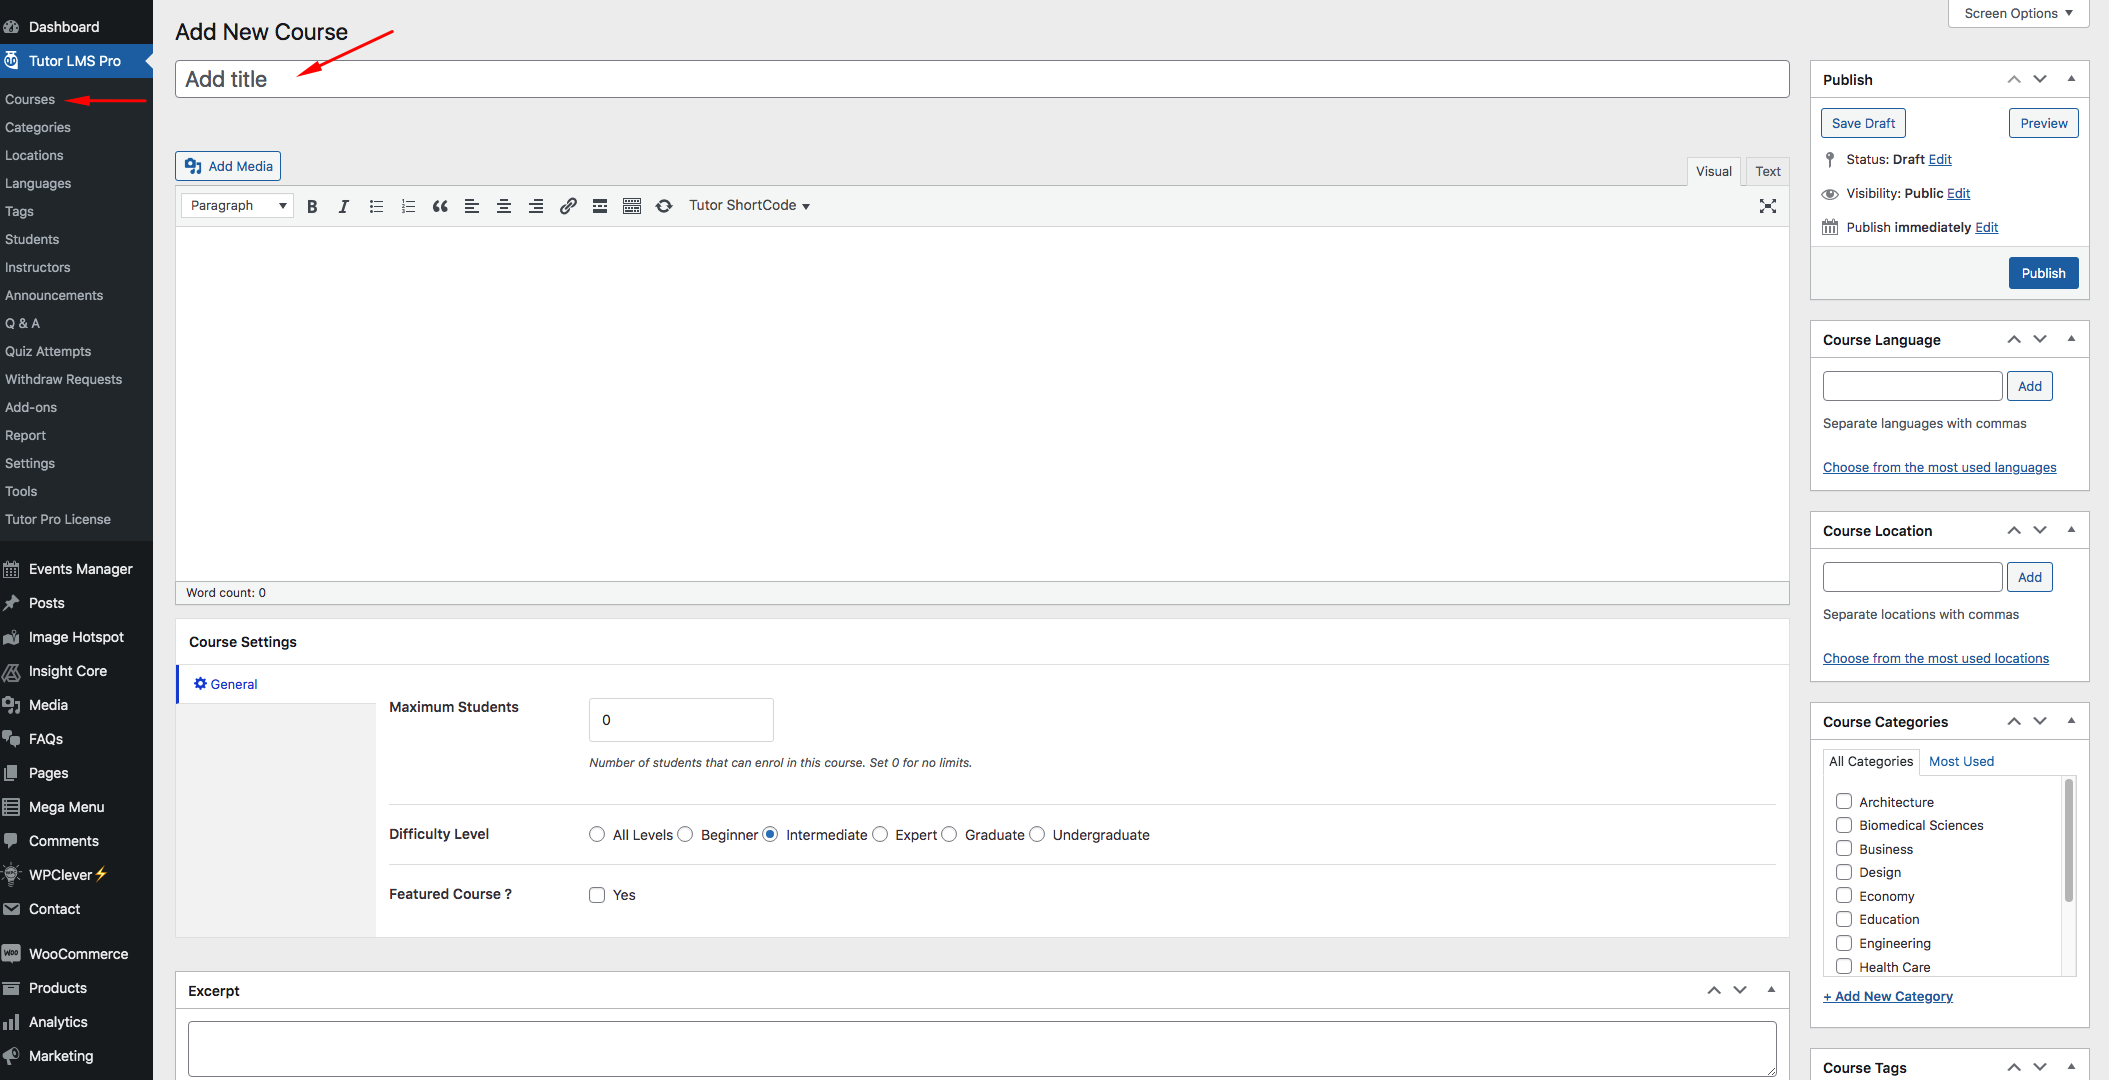 Dashboard
Tutor LMS Pro
Courses
Categories
Locations
Languages
Tags
Students
Instructors
Announcements
Q & A
Quiz Attempts
Withdraw Requests
Add-ons
Report
Settings
Tools
Tutor Pro License
Events Manager
Posts
Image Hotspot
Insight Core
Media
FAQs
Pages
Mega Menu
Comments
WPClever⚡
Contact
WooCommerce
Products
Analytics
Marketing
Screen Options
Add New Course
Add title
Add Media
Visual Text
Paragraph B I Tutor ShortCode
Word count: 0
Course Settings
General
Maximum Students 0
Number of students that can enrol in this course. Set 0 for no limits.
Difficulty Level All Levels Beginner Intermediate Expert Graduate Undergraduate
Featured Course ? Yes
Excerpt
Publish
Save Draft Preview
Status: Draft Edit
Visibility: Public Edit
Publish immediately Edit
Publish
Course Language
Add
Separate languages with commas
Choose from the most used languages
Course Location
Add
Separate locations with commas
Choose from the most used locations
Course Categories
All Categories Most Used
Architecture
Biomedical Sciences
Business
Design
Economy
Education
Engineering
Health Care
+ Add New Category
Course Tags